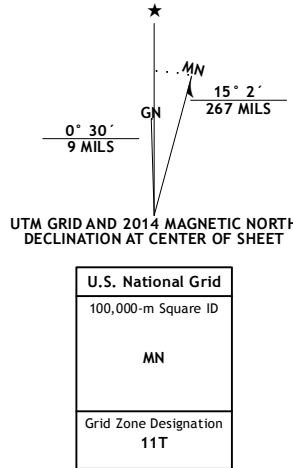 ★
MN
GN
15° 2´
267 MILS
0° 30´
9 MILS
UTM GRID AND 2014 MAGNETIC NORTH
DECLINATION AT CENTER OF SHEET
U.S. National Grid
100,000-m Square ID
MN
Grid Zone Designation
11T